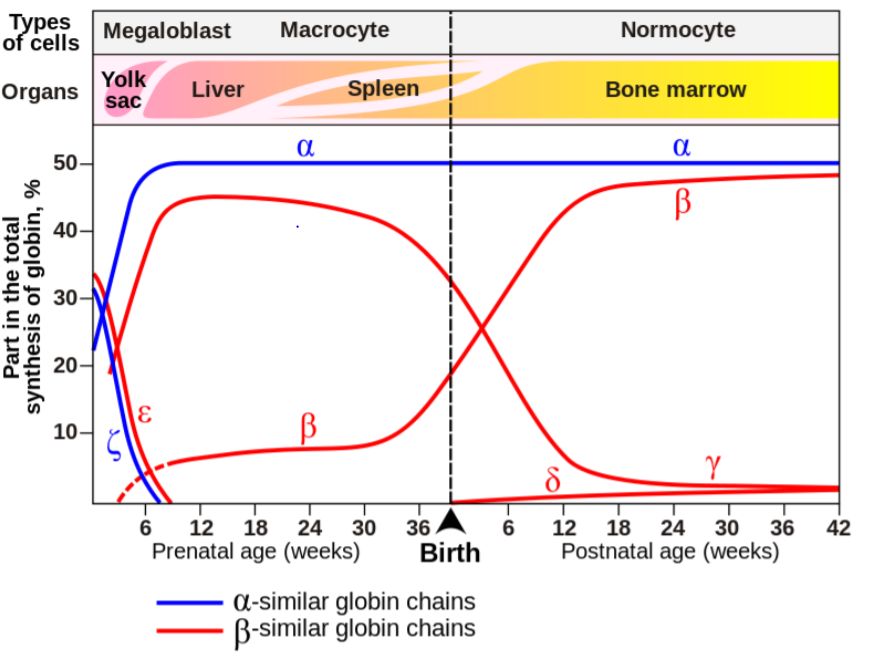 Types of cells
Megaloblast Macrocyte Normocyte
Organs
Yolk sac
Liver Spleen Bone marrow
Part in the total synthesis of globin, %
50
40
30
20
10
α α
β
ε
ζ
β
δ
γ
6 12 18 24 30 36 6 12 18 24 30 36 42
Prenatal age (weeks) Birth Postnatal age (weeks)
α-similar globin chains
β-similar globin chains